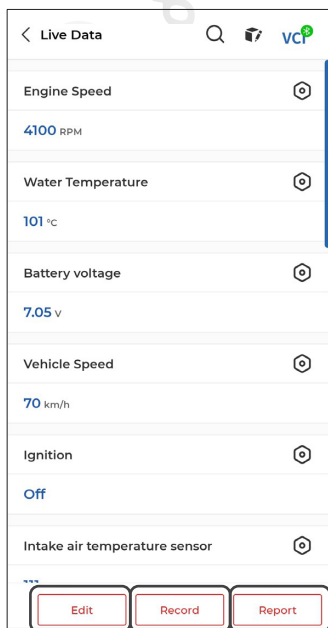 Live Data
VCI
Engine Speed
4100 RPM
Water Temperature
101 °C
Battery voltage
7.05 V
Vehicle Speed
70 km/h
Ignition
Off
Intake air temperature sensor
Edit
Record
Report